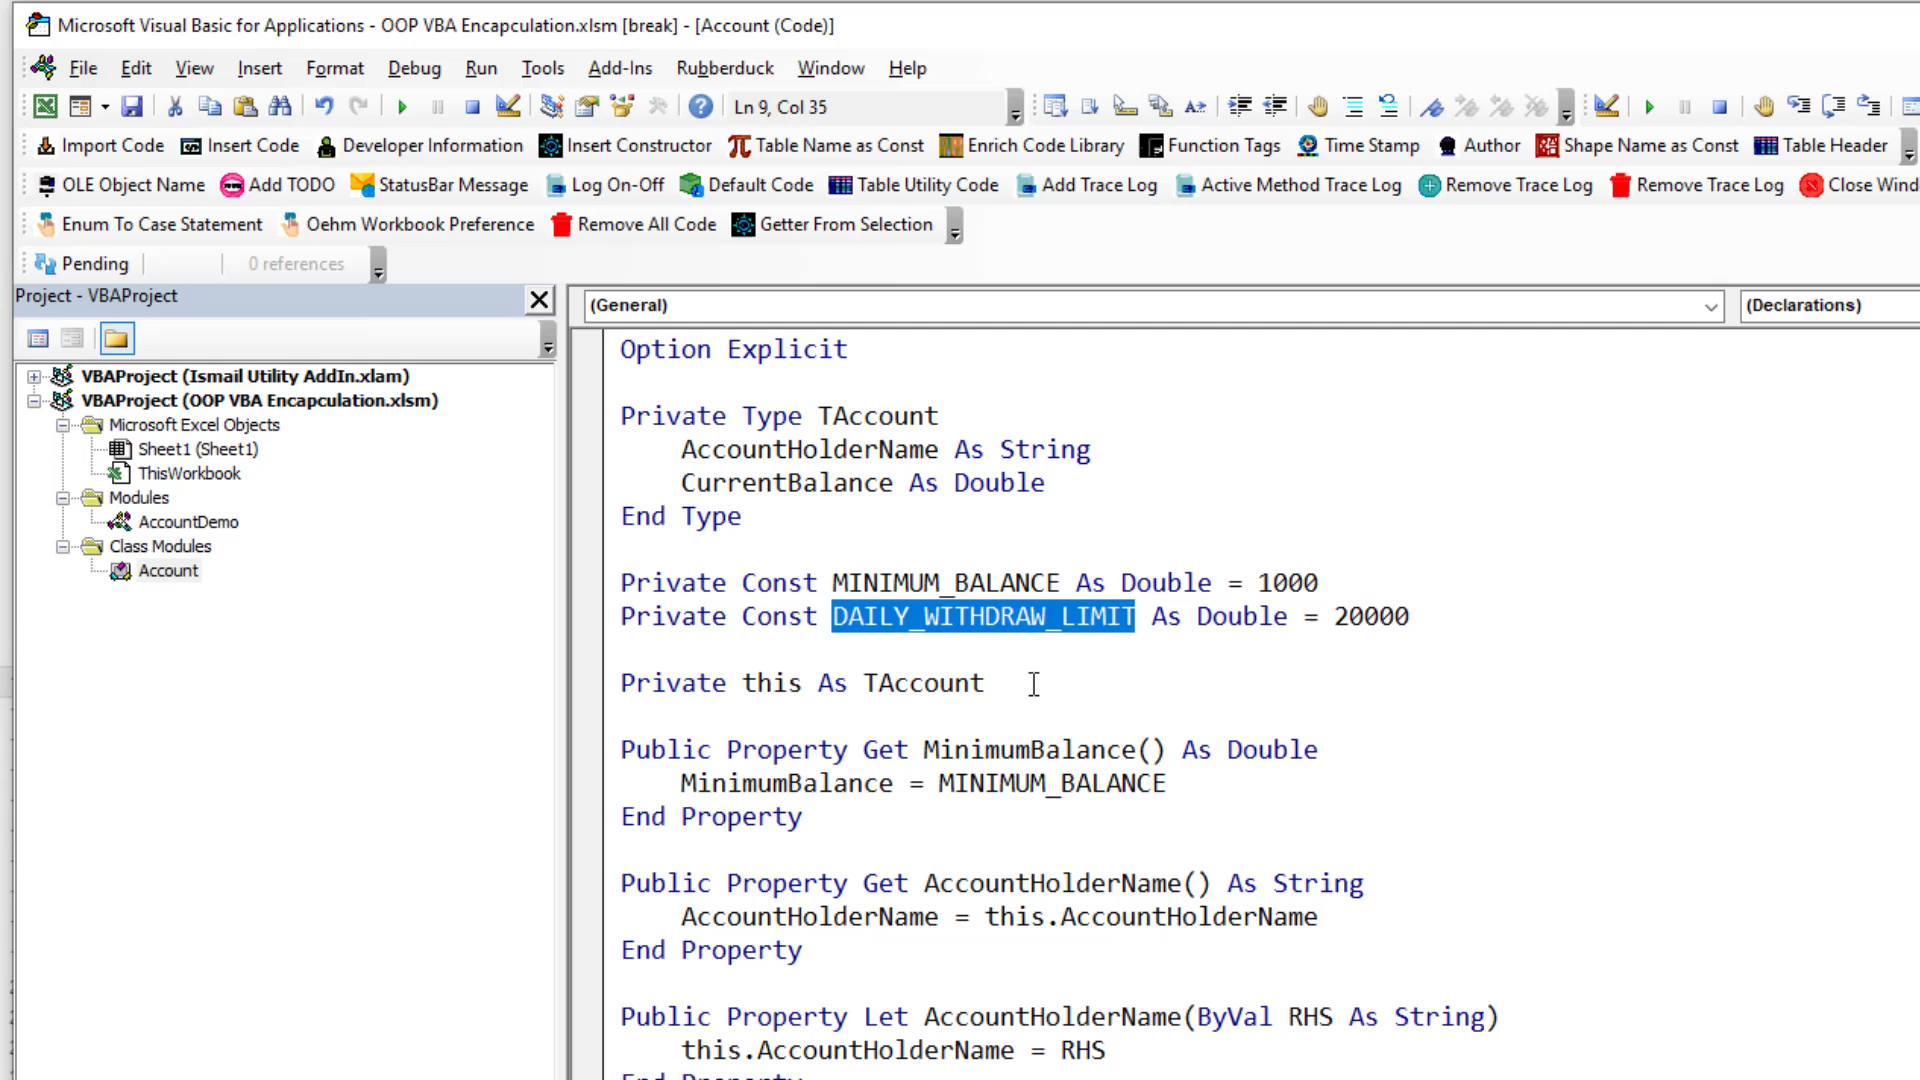 Microsoft Visual Basic for Applications - OOP VBA Encapculation.xlsm [break] - [Account (Code)]
File Edit View Insert Format Debug Run Tools Add-Ins Rubberduck Window Help
Ln 9, Col 35
Import Code Insert Code Developer Information Insert Constructor Table Name as Const Enrich Code Library Function Tags Time Stamp Author Shape Name as Const Table Header
OLE Object Name Add TODO StatusBar Message Log On-Off Default Code Table Utility Code Add Trace Log Active Method Trace Log Remove Trace Log Remove Trace Log Close Wind
Enum To Case Statement Oehm Workbook Preference Remove All Code Getter From Selection
Pending 0 references
Project - VBAProject
VBAProject (Ismail Utility AddIn.xlam)
VBAProject (OOP VBA Encapculation.xlsm)
Microsoft Excel Objects
Sheet1 (Sheet1)
ThisWorkbook
Modules
AccountDemo
Class Modules
Account
(General) (Declarations)
Option Explicit
Private Type TAccount
AccountHolderName As String
CurrentBalance As Double
End Type
Private Const MINIMUM_BALANCE As Double = 1000
Private Const DAILY_WITHDRAW_LIMIT As Double = 20000
Private this As TAccount
Public Property Get MinimumBalance() As Double
MinimumBalance = MINIMUM_BALANCE
End Property
Public Property Get AccountHolderName() As String
AccountHolderName = this.AccountHolderName
End Property
Public Property Let AccountHolderName(ByVal RHS As String)
this.AccountHolderName = RHS
End Property